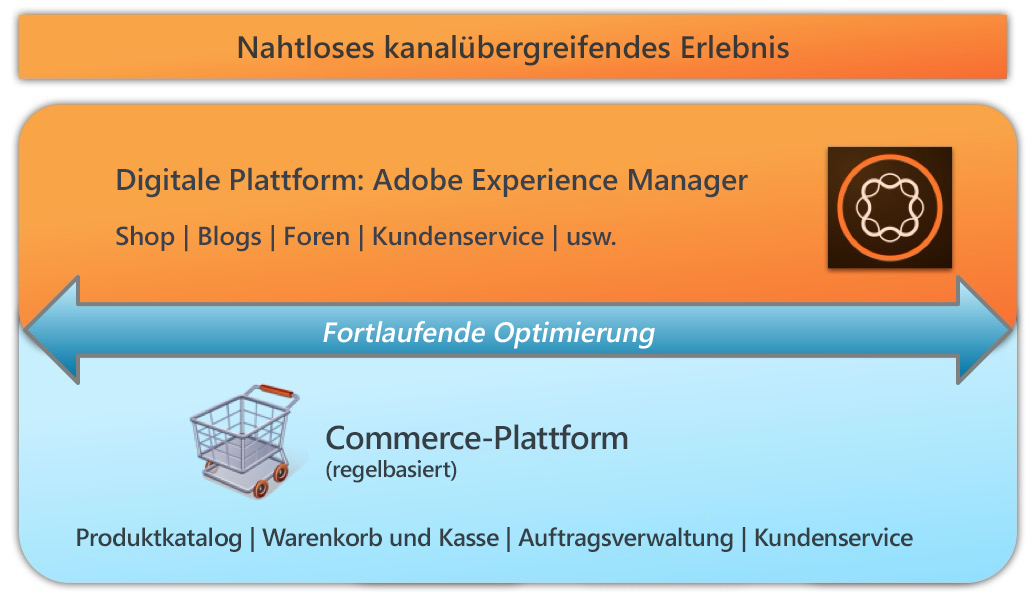 Nahtloses kanalübergreifendes Erlebnis
Digitale Plattform: Adobe Experience Manager
Shop | Blogs | Foren | Kundenservice | usw.
Fortlaufende Optimierung
Commerce-Plattform
(regelbasiert)
Produktkatalog | Warenkorb und Kasse | Auftragsverwaltung | Kundenservice